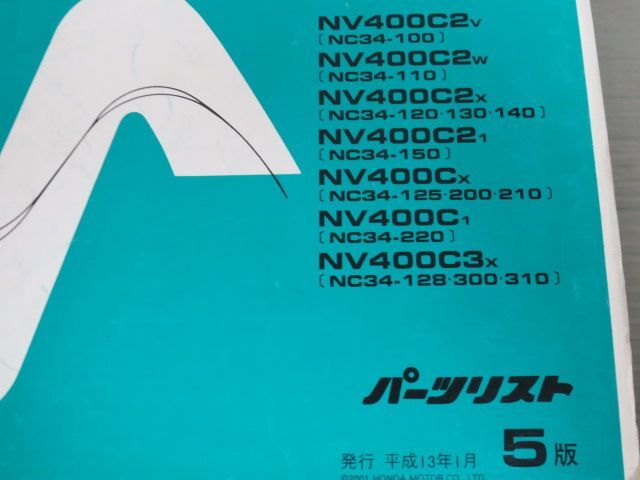 NV400C2V
[NC34-100]
NV400C2W
[NC34-110]
NV400C2X
[NC34-120·130·140]
NV400C21
[NC34-150]
NV400CX
[NC34-125·200·210]
NV400C1
[NC34-220]
NV400C3X
[NC34-128·300·310]
パーツリスト
発行 平成13年1月 5版
©2001 HONDA MOTOR CO., LTD.